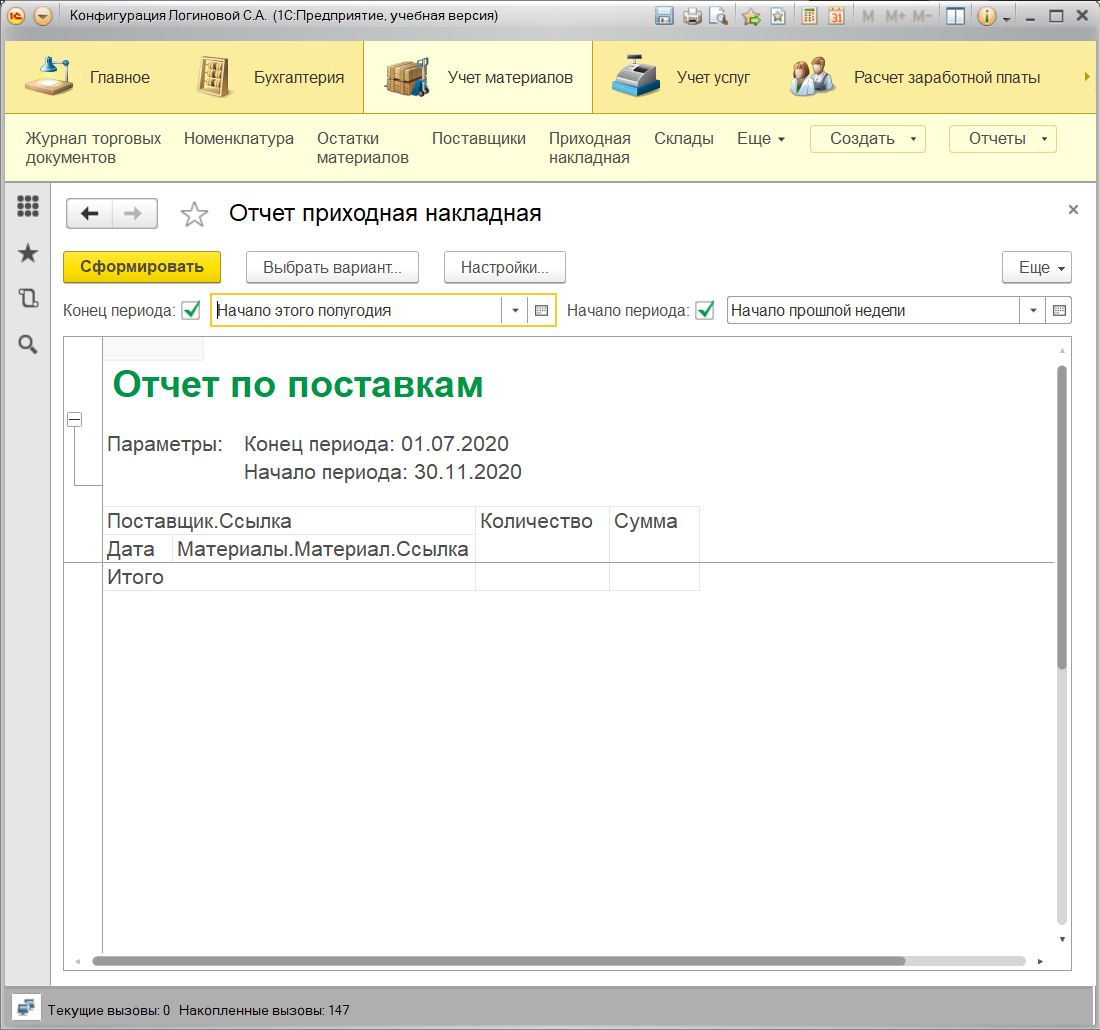 Конфигурация Логиновой С.А. (1С:Предприятие, учебная версия)
M M+ M-
Главное Бухгалтерия Учет материалов Учет услуг Расчет заработной платы
Журнал торговых документов Номенклатура Остатки материалов Поставщики Приходная накладная Склады Еще Создать Отчеты
Отчет приходная накладная
Сформировать Выбрать вариант... Настройки... Еще
Конец периода: Начало этого полугодия Начало периода: Начало прошлой недели
Отчет по поставкам
Параметры: Конец периода: 01.07.2020
Начало периода: 30.11.2020
Поставщик.Ссылка Количество Сумма
Дата Материалы.Материал.Ссылка
Итого
Текущие вызовы: 0 Накопленные вызовы: 147